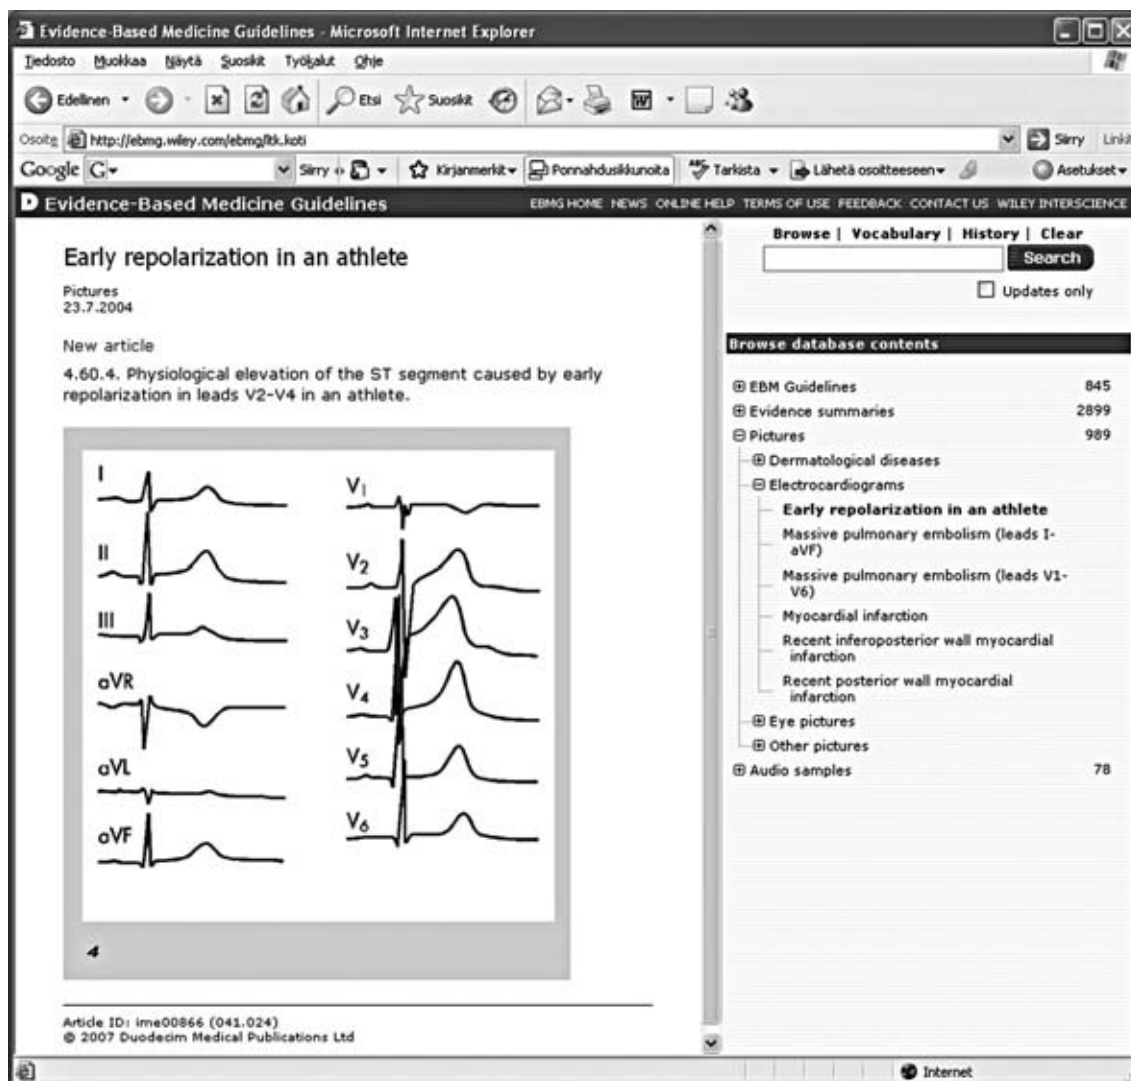 Evidence-Based Medicine Guidelines - Microsoft Internet Explorer
Tiedosto Muokkaa Näytä Suosikit Työkalut Ohje
Edellinen Etsi Suosikit
Osoite http://ebmg.wiley.com/ebmg/ltk.koti Siirry Linkit
Google G Siirry Kirjanmerkit Ponnahdusikkunoita Tarkista Lähetä osoitteeseen Asetukset
D Evidence-Based Medicine Guidelines EBMG HOME NEWS ONLINE HELP TERMS OF USE FEEDBACK CONTACT US WILEY INTERSCIENCE
Early repolarization in an athlete
Pictures
23.7.2004
New article
4.60.4. Physiological elevation of the ST segment caused by early
repolarization in leads V2-V4 in an athlete.
I
II
III
aVR
aVL
aVF
V1
V2
V3
V4
V5
V6
4
Article ID: ime00866 (041.024)
© 2007 Duodecim Medical Publications Ltd
Browse | Vocabulary | History | Clear
Search
Updates only
Browse database contents
EBM Guidelines 845
Evidence summaries 2899
Pictures 989
Dermatological diseases
Electrocardiograms
Early repolarization in an athlete
Massive pulmonary embolism (leads I-
aVF)
Massive pulmonary embolism (leads V1-
V6)
Myocardial infarction
Recent inferoposterior wall myocardial
infarction
Recent posterior wall myocardial
infarction
Eye pictures
Other pictures
Audio samples 78
Internet